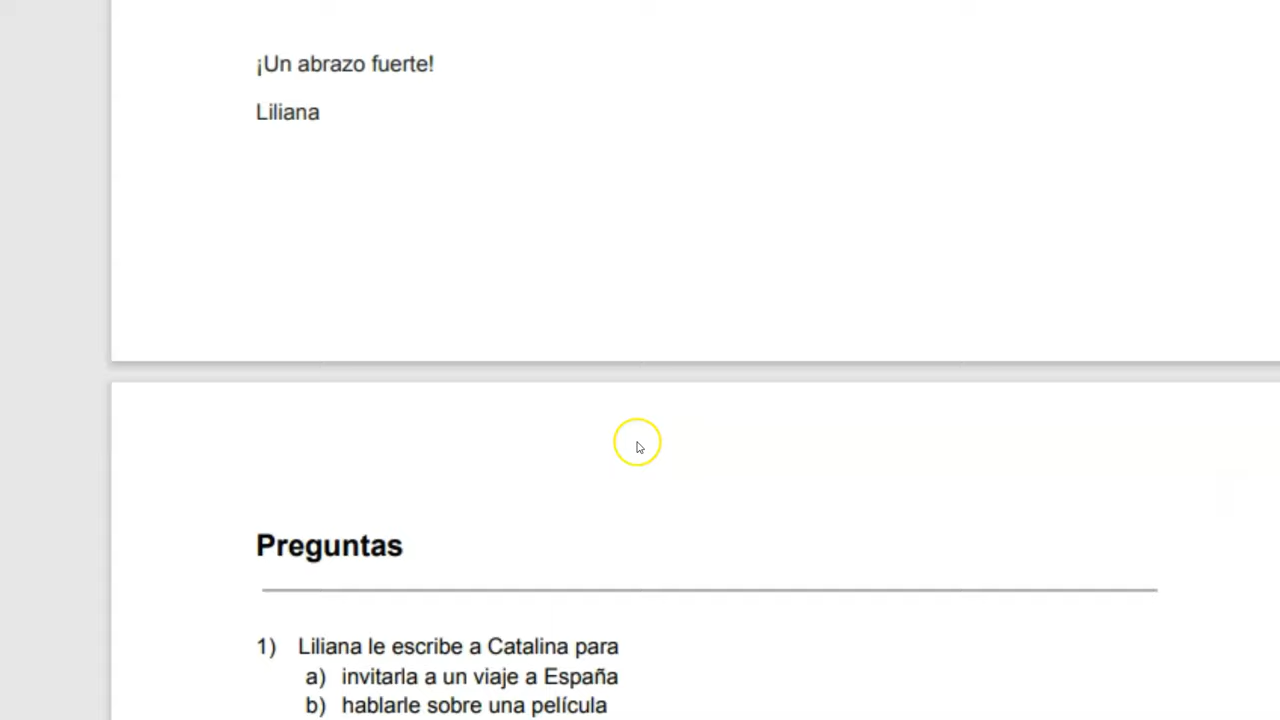 ¡Un abrazo fuerte!
Liliana
Preguntas
1) Liliana le escribe a Catalina para
a) invitarla a un viaje a España
b) hablarle sobre una película